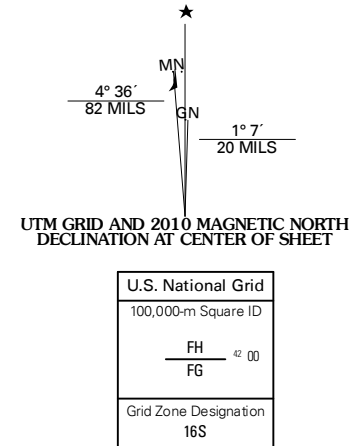 ★
MN
4° 36´
82 MILS
GN
1° 7´
20 MILS
UTM GRID AND 2010 MAGNETIC NORTH
DECLINATION AT CENTER OF SHEET
U.S. National Grid
100,000-m Square ID
FH
42 00
FG
Grid Zone Designation
16S